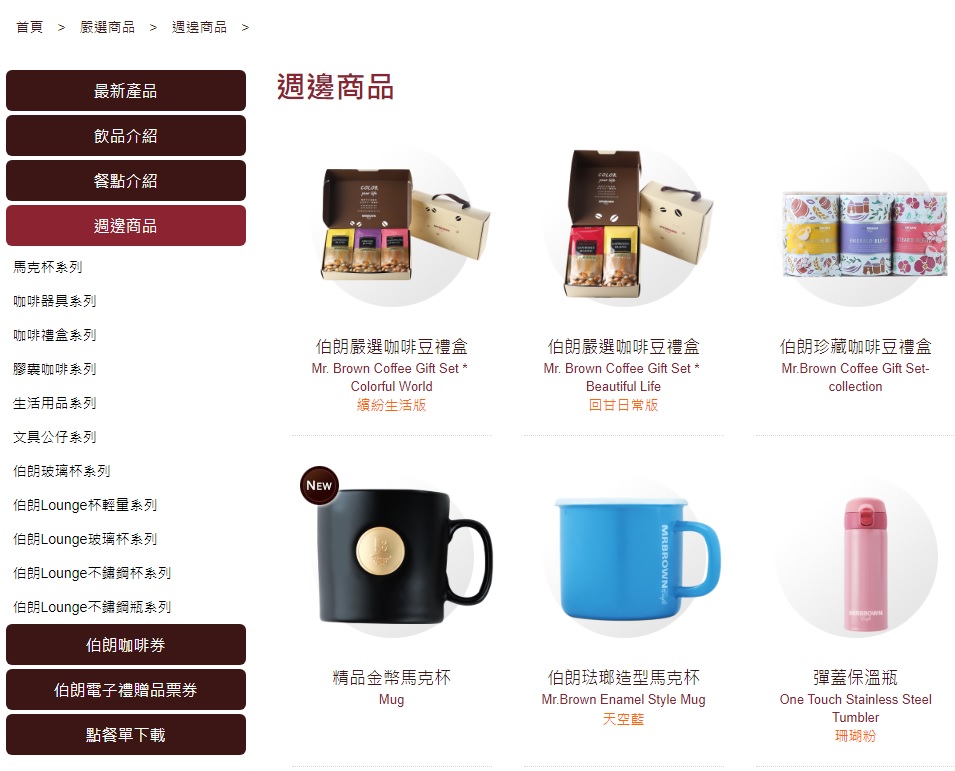 首頁 > 嚴選商品 > 週邊商品 >
最新產品
飲品介紹
餐點介紹
週邊商品
馬克杯系列
咖啡器具系列
咖啡禮盒系列
膠囊咖啡系列
生活用品系列
文具公仔系列
伯朗玻璃杯系列
伯朗Lounge杯輕量系列
伯朗Lounge玻璃杯系列
伯朗Lounge不鏽鋼杯系列
伯朗Lounge不鏽鋼瓶系列
伯朗咖啡券
伯朗電子禮贈品票券
點餐單下載
週邊商品
COLOR
your life
伯朗嚴選咖啡豆禮盒
Mr. Brown Coffee Gift Set *
Colorful World
繽紛生活版
COLOR
your life
伯朗嚴選咖啡豆禮盒
Mr. Brown Coffee Gift Set *
Beautiful Life
回甘日常版
伯朗珍藏咖啡豆禮盒
Mr.Brown Coffee Gift Set-
collection
NEW
精品金幣馬克杯
Mug
MRBROWN
伯朗琺瑯造型馬克杯
Mr.Brown Enamel Style Mug
天空藍
MRBROWN
彈蓋保溫瓶
One Touch Stainless Steel
Tumbler
珊瑚粉